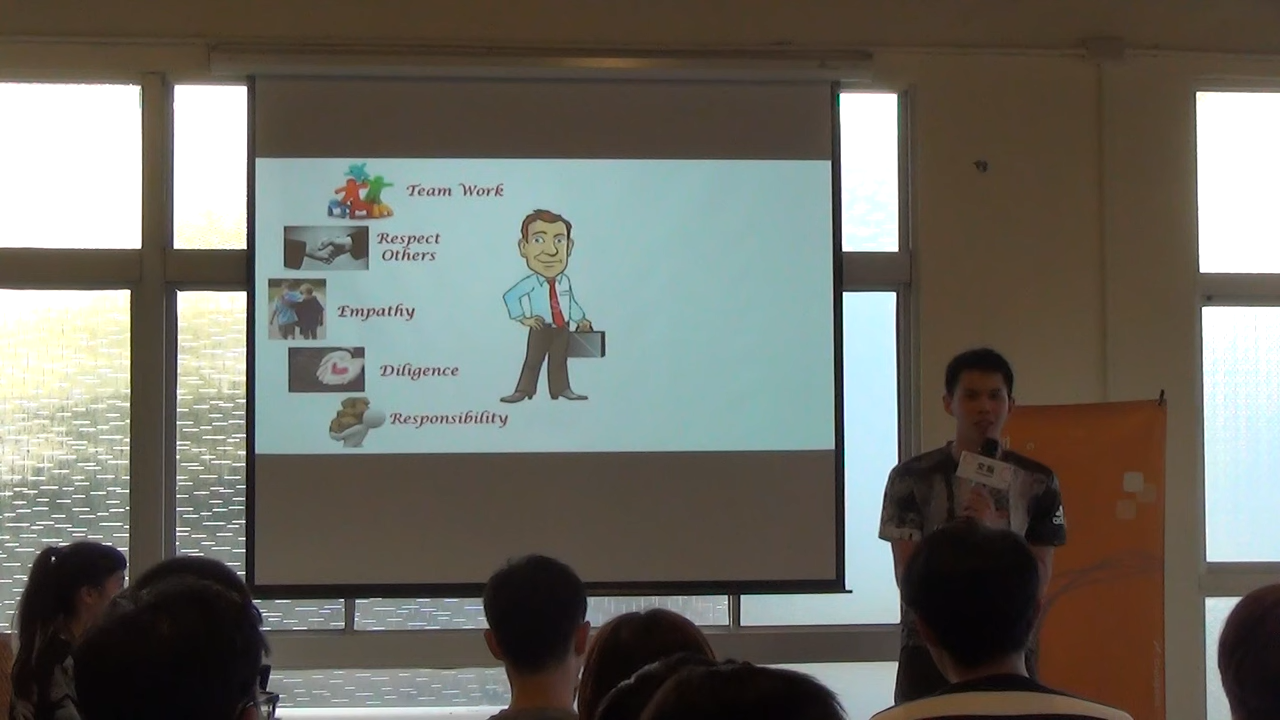 Team Work
Respect
Others
Empathy
Diligence
Responsibility